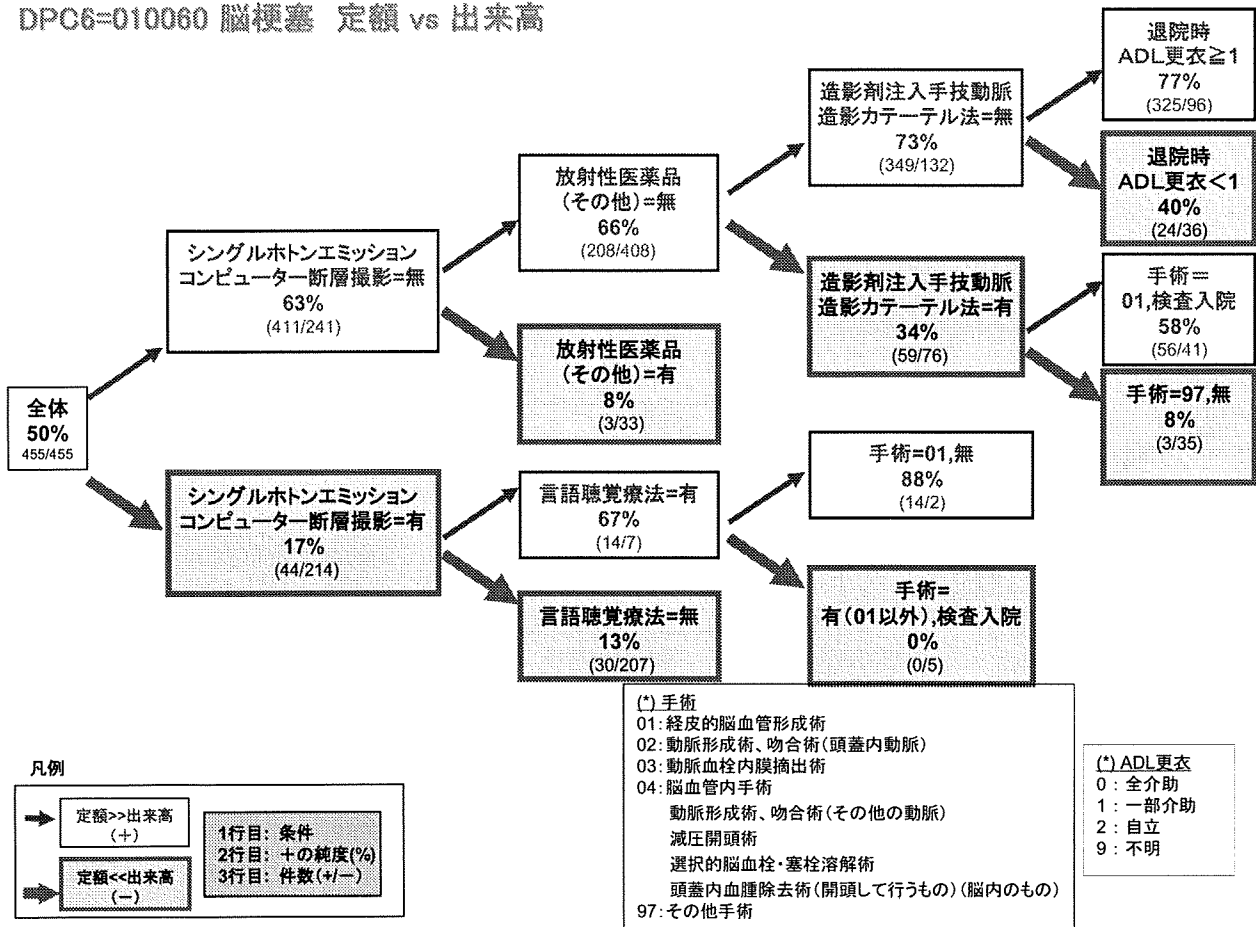 DPC6=010060 脳梗塞 定額 vs 出来高
全体
50%
455/455
シングルホトンエミッション
コンピューター断層撮影=無
63%
(411/241)
シングルホトンエミッション
コンピューター断層撮影=有
17%
(44/214)
放射性医薬品
(その他)=無
66%
(208/408)
放射性医薬品
(その他)=有
8%
(3/33)
言語聴覚療法=有
67%
(14/7)
言語聴覚療法=無
13%
(30/207)
造影剤注入手技動脈
造影カテーテル法=無
73%
(349/132)
造影剤注入手技動脈
造影カテーテル法=有
34%
(59/76)
手術=01,無
88%
(14/2)
手術=
有(01以外),検査入院
0%
(0/5)
退院時
ADL更衣≧1
77%
(325/96)
退院時
ADL更衣<1
40%
(24/36)
手術=
01,検査入院
58%
(56/41)
手術=97,無
8%
(3/35)
凡例
定額>>出来高
(+)
定額<<出来高
(−)
1行目: 条件
2行目: +の純度(%)
3行目: 件数(+/−)
(*) 手術
01:経皮的脳血管形成術
02:動脈形成術、吻合術(頭蓋内動脈)
03:動脈血栓内膜摘出術
04:脳血管内手術
動脈形成術、吻合術(その他の動脈)
減圧開頭術
選択的脳血栓・塞栓溶解術
頭蓋内血腫除去術(開頭して行うもの)(脳内のもの)
97:その他手術
(*) ADL更衣
0:全介助
1:一部介助
2:自立
9:不明